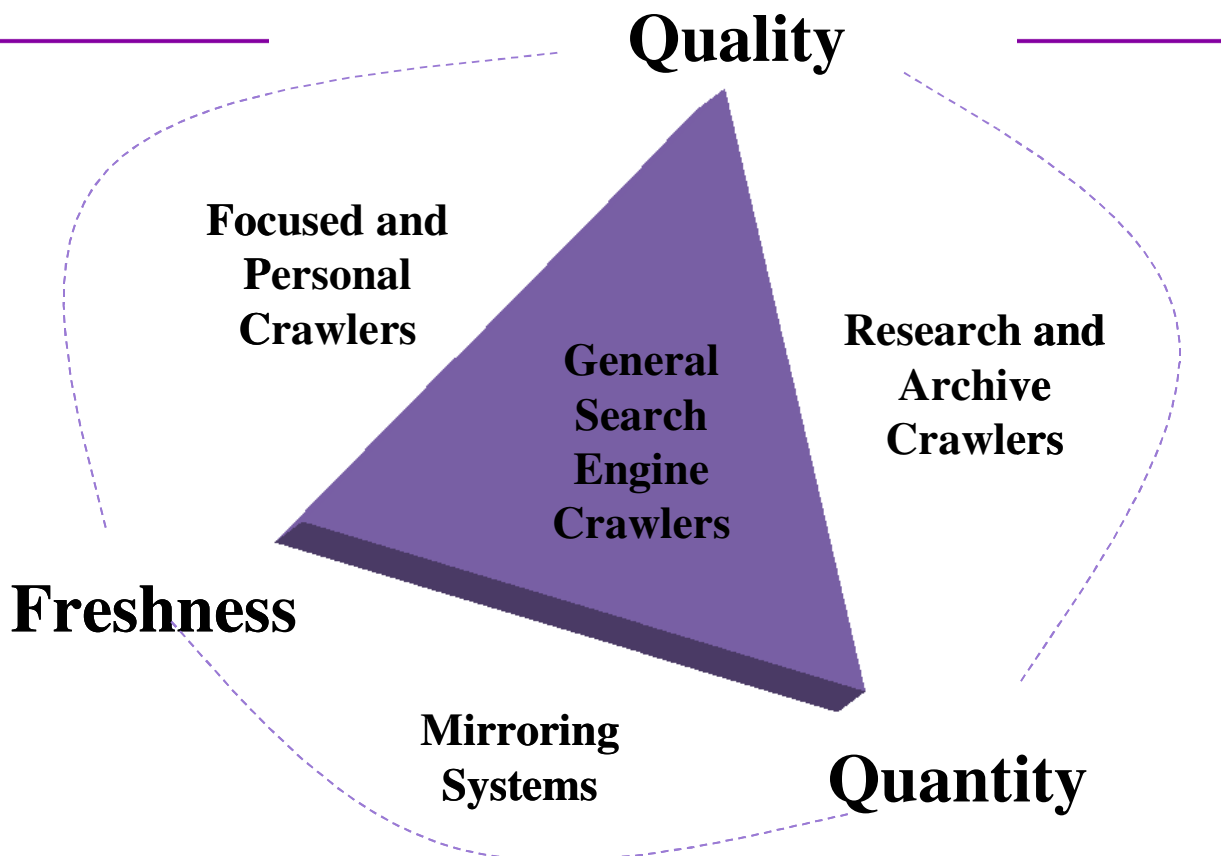 Quality
Focused and
Personal
Crawlers
General
Search
Engine
Crawlers
Research and
Archive
Crawlers
Freshness
Mirroring
Systems
Quantity